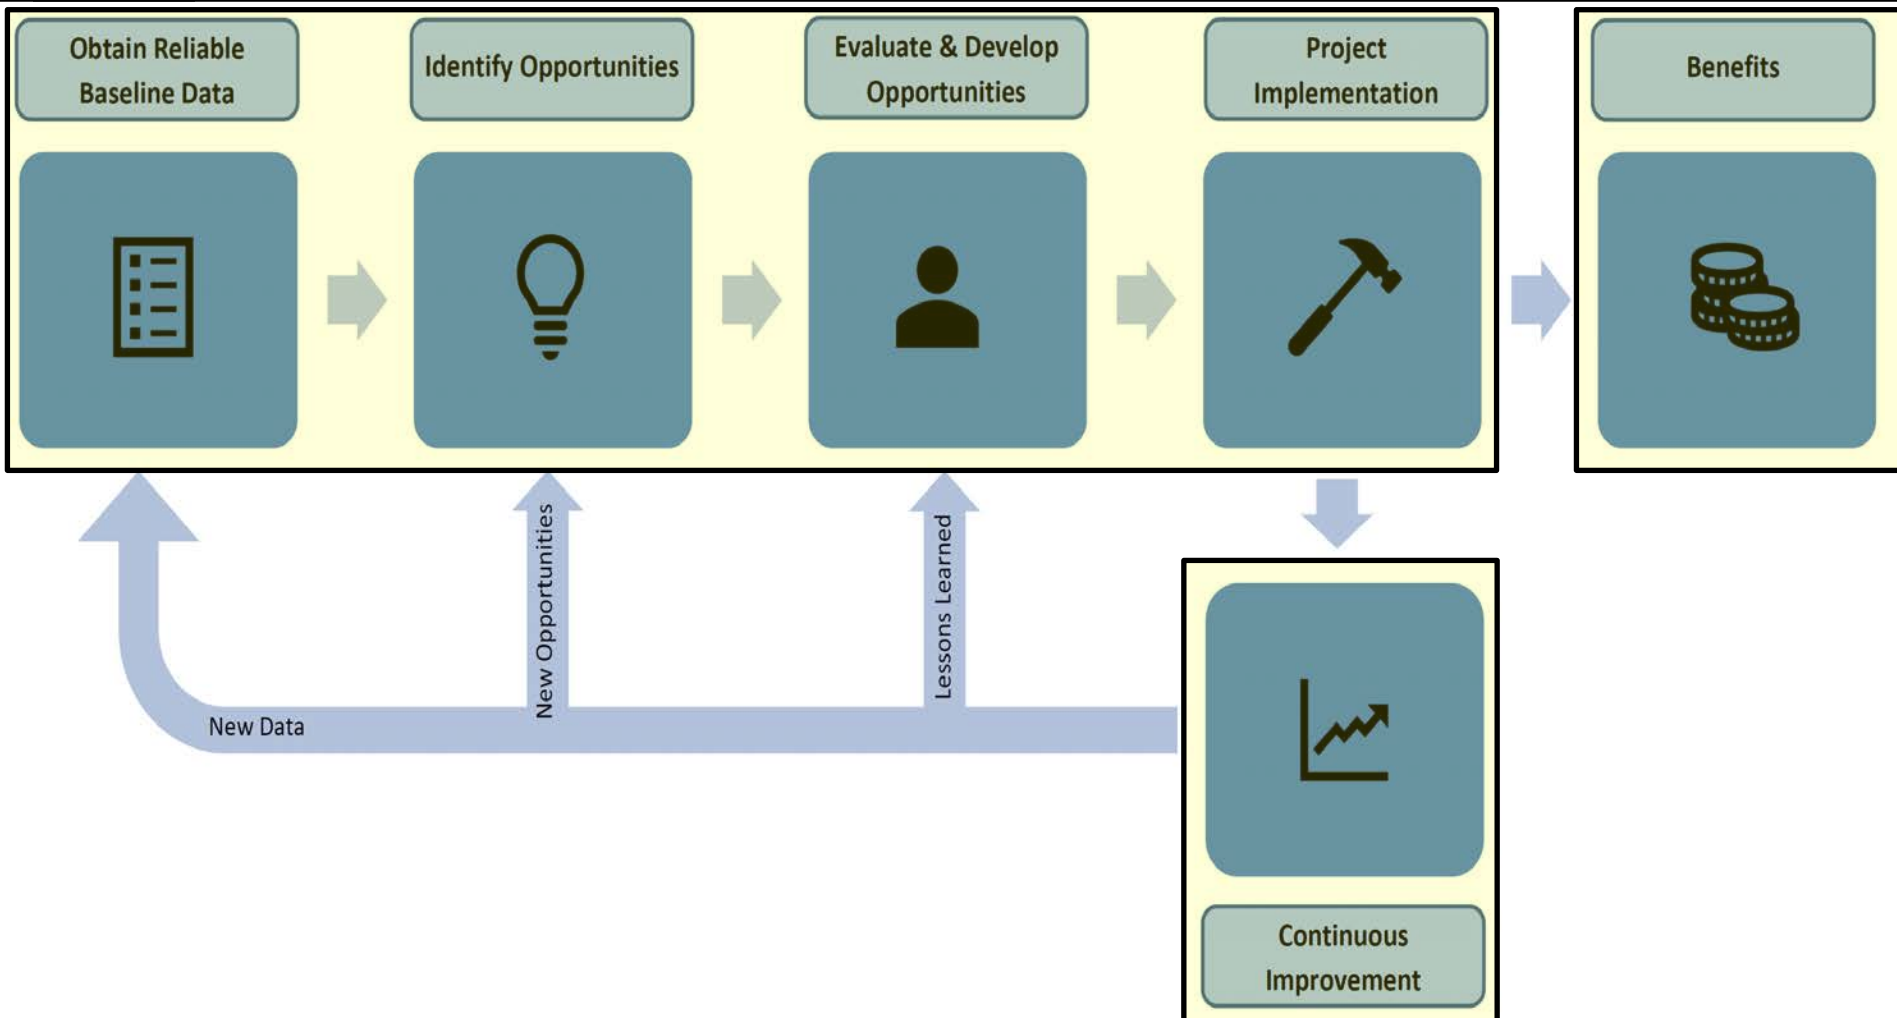 Obtain Reliable
Baseline Data
Identify Opportunities
Evaluate & Develop
Opportunities
Project
Implementation
Benefits
New Opportunities
Lessons Learned
New Data
Continuous
Improvement